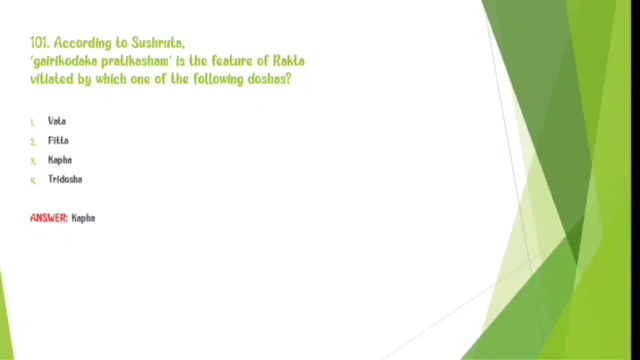 101. According to Sushruta,
'gairikodaka pratikasham' is the feature of Rakta
vitiated by which one of the following doshas?
1. Vata
2. Pitta
3. Kapha
4. Tridosha
ANSWER: Kapha